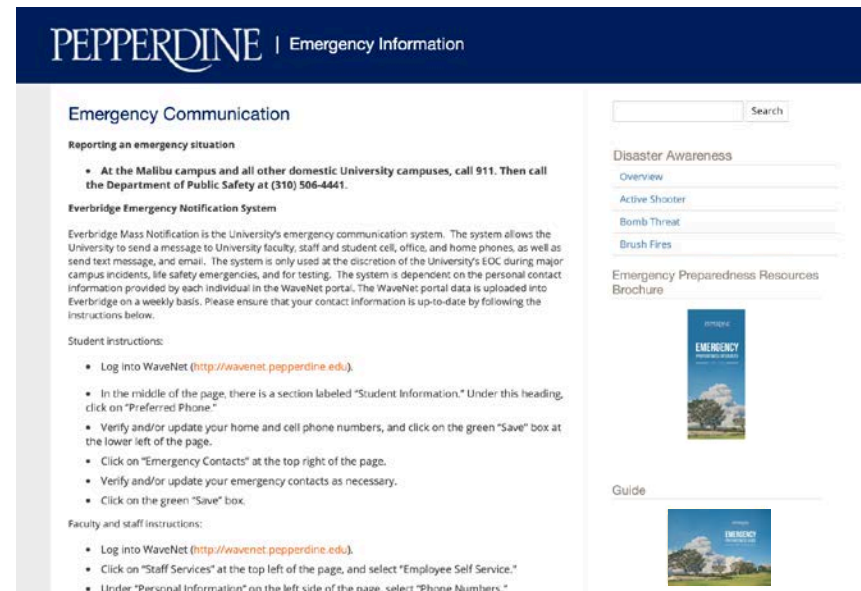 PEPPERDINE | Emergency Information
Emergency Communication
Reporting an emergency situation
• At the Malibu campus and all other domestic University campuses, call 911. Then call
the Department of Public Safety at (310) 506-4441.
Everbridge Emergency Notification System
Everbridge Mass Notification is the University's emergency communication system. The system allows the
University to send a message to University faculty, staff and student cell, office, and home phones, as well as
send text message, and email. The system is only used at the discretion of the University's EOC during major
campus incidents, life safety emergencies, and for testing. The system is dependent on the personal contact
information provided by each individual in the WaveNet portal. The WaveNet portal data is uploaded into
Everbridge on a weekly basis. Please ensure that your contact information is up-to-date by following the
instructions below.
Student instructions:
• Log into WaveNet (http://wavenet.pepperdine.edu).
• In the middle of the page, there is a section labeled "Student Information." Under this heading,
click on "Preferred Phone."
• Verify and/or update your home and cell phone numbers, and click on the green "Save" box at
the lower left of the page.
• Click on "Emergency Contacts" at the top right of the page.
• Verify and/or update your emergency contacts as necessary.
• Click on the green "Save" box.
Faculty and staff instructions:
• Log into WaveNet (http://wavenet.pepperdine.edu).
• Click on "Staff Services" at the top left of the page, and select "Employee Self Service."
• Under "Personal Information" on the left side of the page, select "Phone Numbers."
Search
Disaster Awareness
Overview
Active Shooter
Bomb Threat
Brush Fires
Emergency Preparedness Resources
Brochure
PEPPERDINE
EMERGENCY
Guide
EMERGENCY